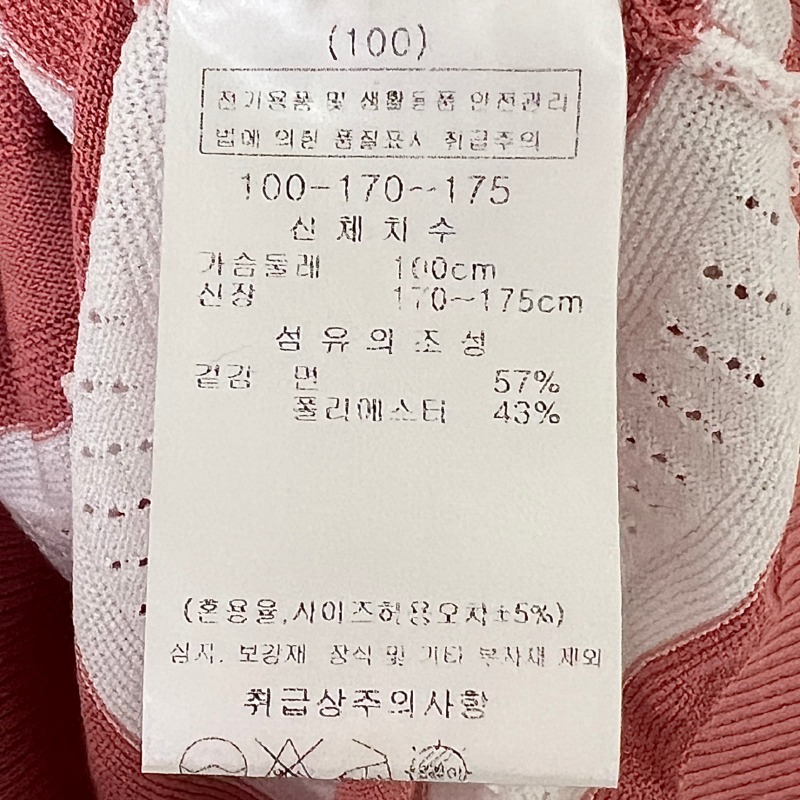 (100)
전기용품 및 생활용품 안전관리
법에 의한 품질표시 취급주의
100-170~175
신체치수
가슴둘레 100cm
신장 170~175cm
섬유의조성
겉감 면 57%
폴리에스터 43%
(혼용율,사이즈허용오차±5%)
심지, 보강재 장식 및 기타 부자재 제외
취급상주의사항